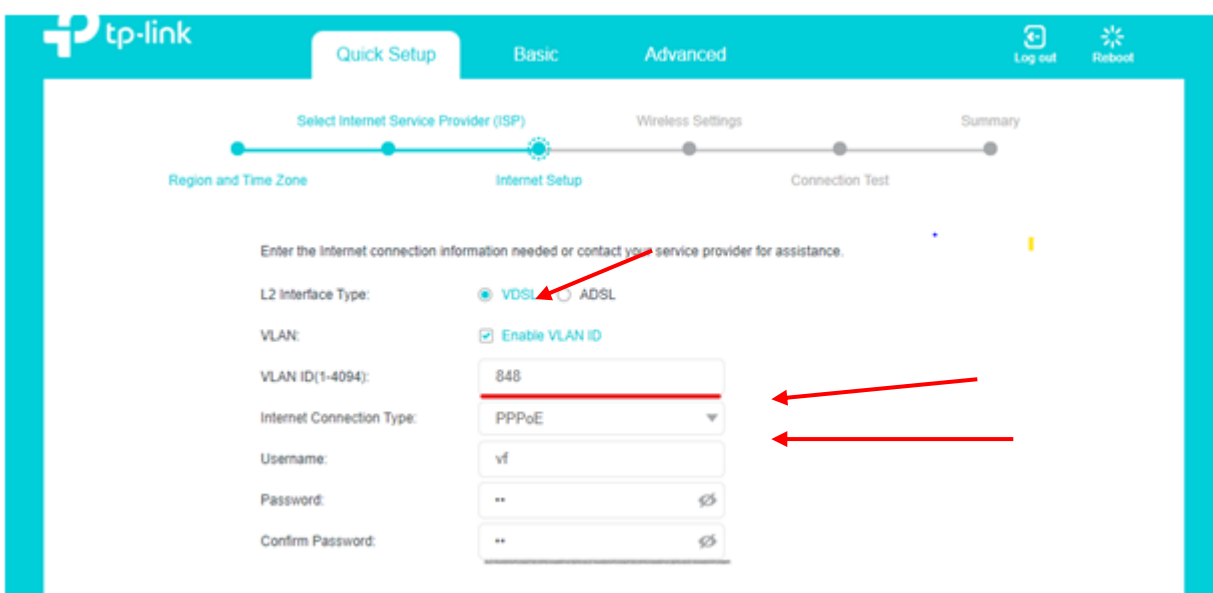 tp-link
Quick Setup Basic Advanced
Log out Reboot
Select Internet Service Provider (ISP) Wireless Settings Summary
Region and Time Zone Internet Setup Connection Test
Enter the Internet connection information needed or contact your service provider for assistance.
L2 Interface Type: VDSL ADSL
VLAN: Enable VLAN ID
VLAN ID(1-4094): 848
Internet Connection Type: PPPoE
Username: vf
Password: ••
Confirm Password: ••